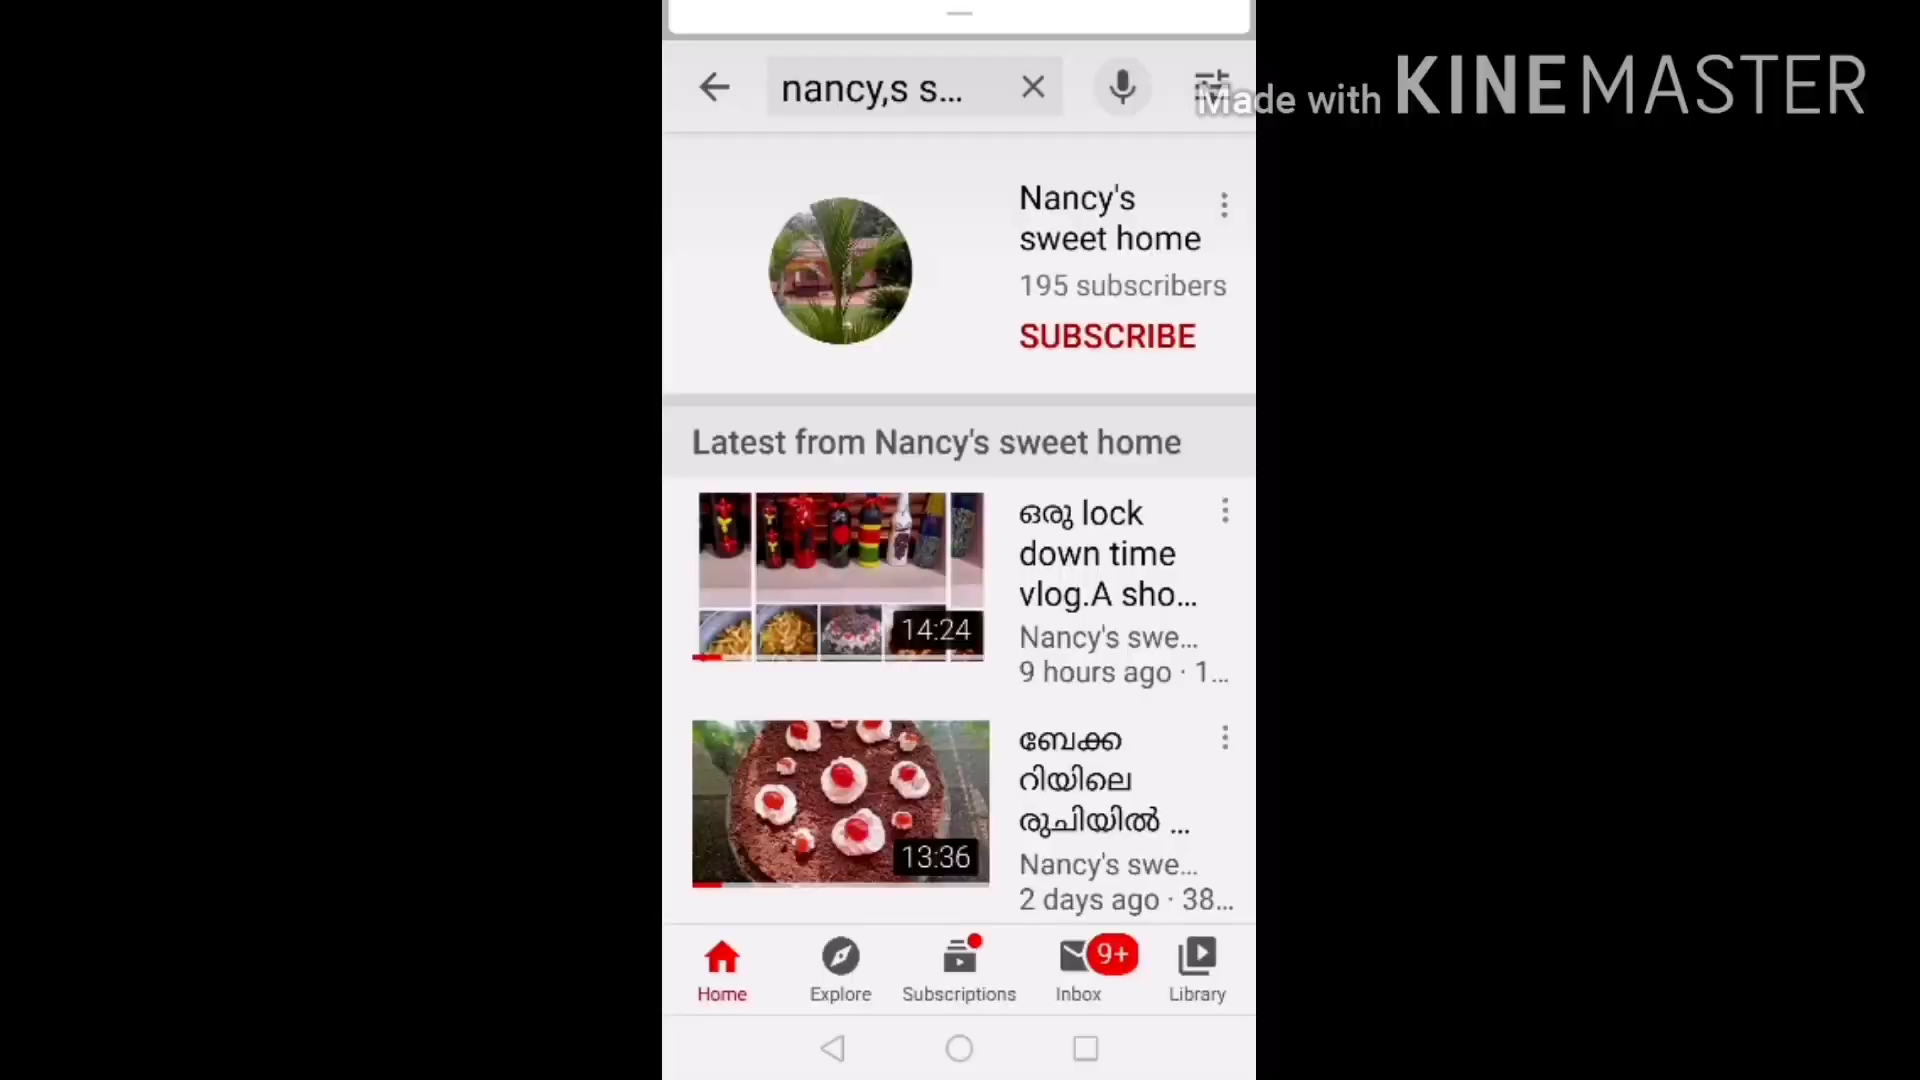 nancy,s s...
Made with KINEMASTER
Nancy's
sweet home
195 subscribers
SUBSCRIBE
Latest from Nancy's sweet home
ഒരു lock
down time
vlog.A sho...
Nancy's swe...
9 hours ago · 1...
14:24
ബേക്ക
റിയിലെ
രുചിയിൽ ...
Nancy's swe...
2 days ago · 38...
13:36
Home
Explore
Subscriptions
9+
Inbox
Library